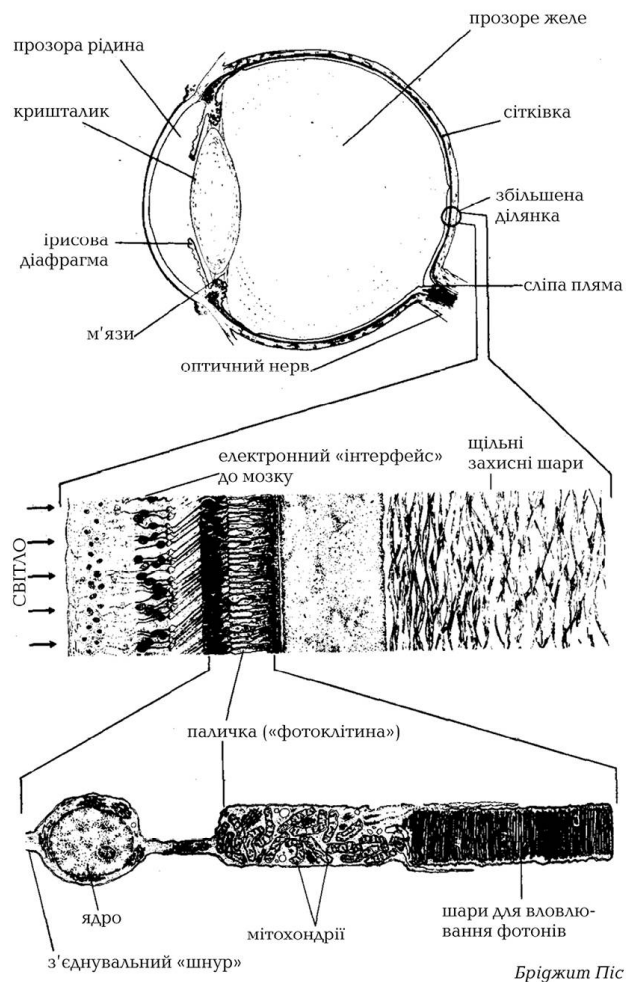 прозоре желе
прозора рідина
кришталик
сітківка
збільшена
ділянка
ірисова
діафрагма
сліпа пляма
м'язи
оптичний нерв
електронний «інтерфейс»
до мозку
щільні
захисні шари
СВІТЛО
паличка («фотоклітина»)
ядро
мітохондрії
шари для вловлю-
вання фотонів
з'єднувальний «шнур»
Бріджит Піс